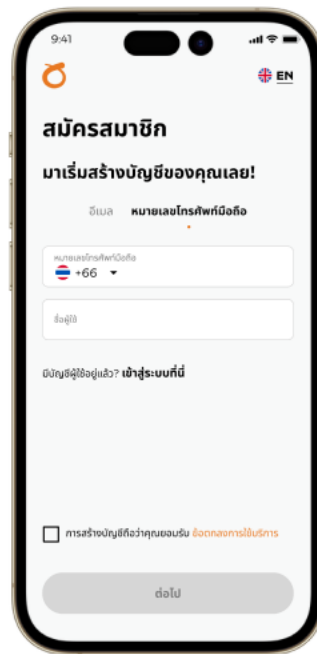 9:41
EN
สมัครสมาชิก
มาเริ่มสร้างบัญชีของคุณเลย!
อีเมล หมายเลขโทรศัพท์มือถือ
หมายเลขโทรศัพท์มือถือ
+66
ชื่อผู้ใช้
มีบัญชีผู้ใช้อยู่แล้ว? เข้าสู่ระบบที่นี่
การสร้างบัญชีถือว่าคุณยอมรับ ข้อตกลงการใช้บริการ
ต่อไป